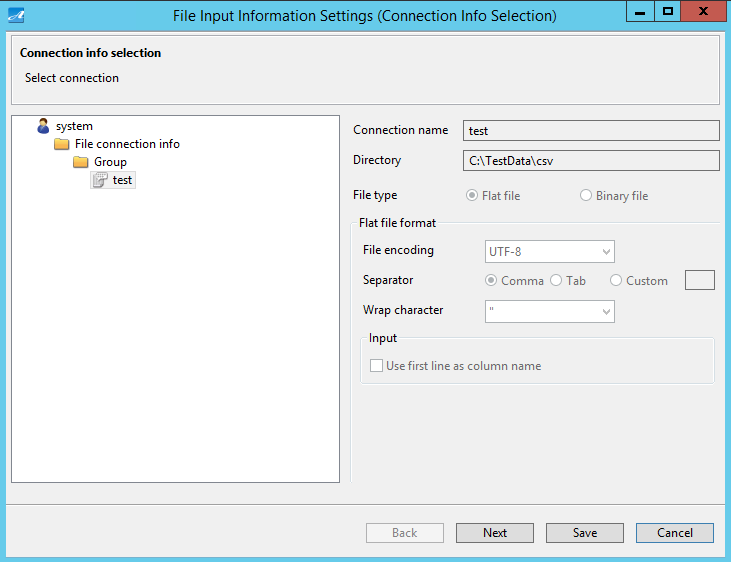 File Input Information Settings (Connection Info Selection)
Connection info selection
Select connection
system
File connection info
Group
test
Connection name test
Directory C:\TestData\csv
File type Flat file Binary file
Flat file format
File encoding UTF-8
Separator Comma Tab Custom
Wrap character "
Input
Use first line as column name
Back Next Save Cancel